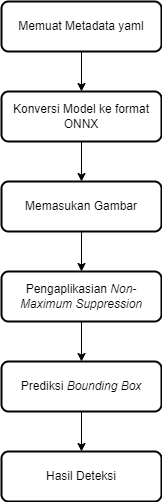 Memuat Metadata yaml
Konversi Model ke format
ONNX
Memasukan Gambar
Pengaplikasian Non-
Maximum Suppression
Prediksi Bounding Box
Hasil Deteksi